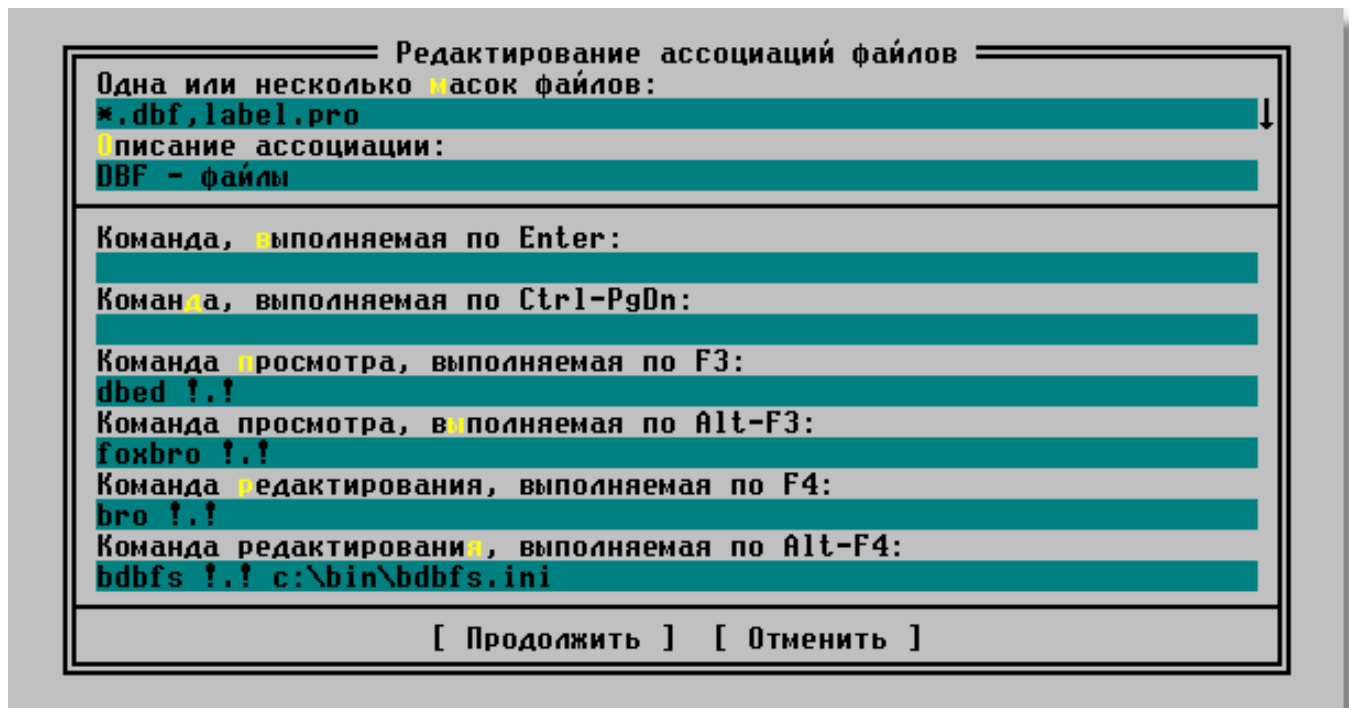 Редактирование ассоциаций файлов
Одна или несколько масок файлов:
*.dbf,label.pro ↓
Описание ассоциации:
DBF - файлы
Команда, выполняемая по Enter:
Команда, выполняемая по Ctrl-PgDn:
Команда просмотра, выполняемая по F3:
dbed !.!
Команда просмотра, выполняемая по Alt-F3:
foxbro !.!
Команда редактирования, выполняемая по F4:
bro !.!
Команда редактирования, выполняемая по Alt-F4:
bdbfs !.! c:\bin\bdbfs.ini
[ Продолжить ] [ Отменить ]